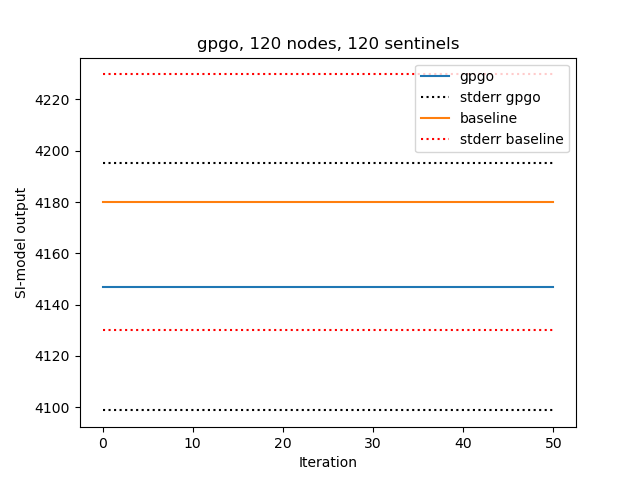 gpgo, 120 nodes, 120 sentinels
gpgo
stderr gpgo
baseline
stderr baseline
4220
4200
4180
4160
4140
4120
4100
SI-model output
0 10 20 30 40 50
Iteration